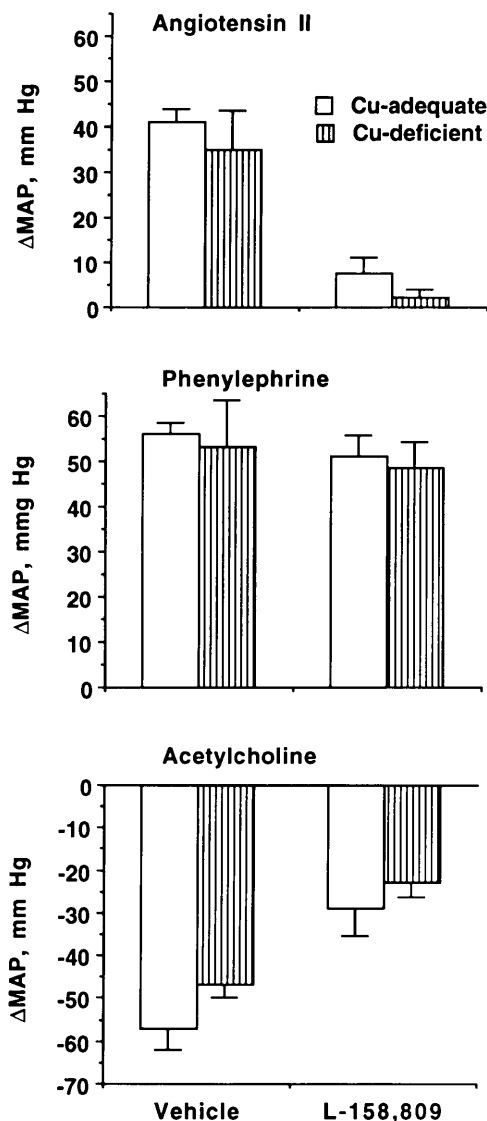 Angiotensin II
60
50
40
30
20
10
0
ΔMAP, mm Hg
Cu-adequate
Cu-deficient
Phenylephrine
60
50
40
30
20
10
0
ΔMAP, mmg Hg
Acetylcholine
0
-10
-20
-30
-40
-50
-60
-70
ΔMAP, mm Hg
Vehicle L-158,809